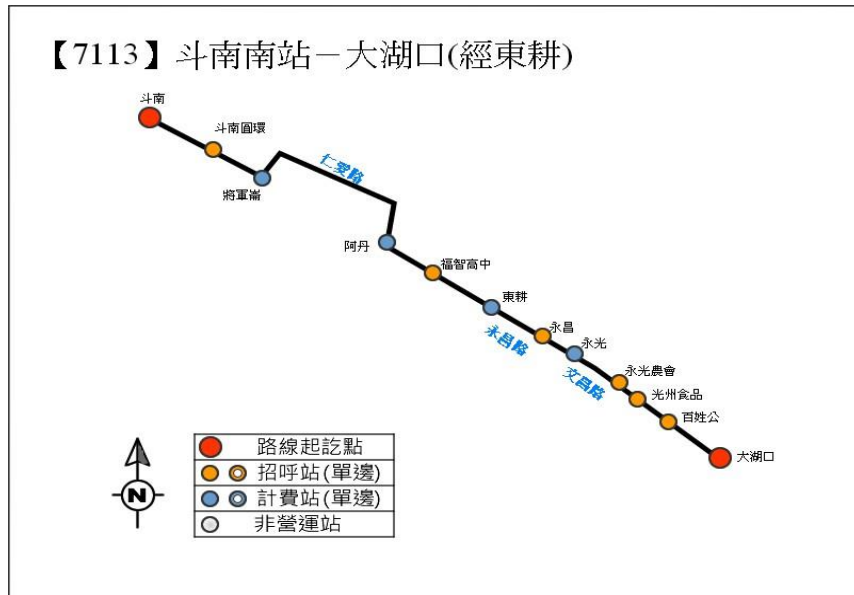 【7113】斗南南站－大湖口(經東耕)
斗南
斗南圓環
仁愛路
將軍崙
阿丹
福智高中
東耕
永昌
永昌路
永光
永光農會
文昌路
光州食品
百姓公
大湖口
N
路線起訖點
招呼站(單邊)
計費站(單邊)
非營運站